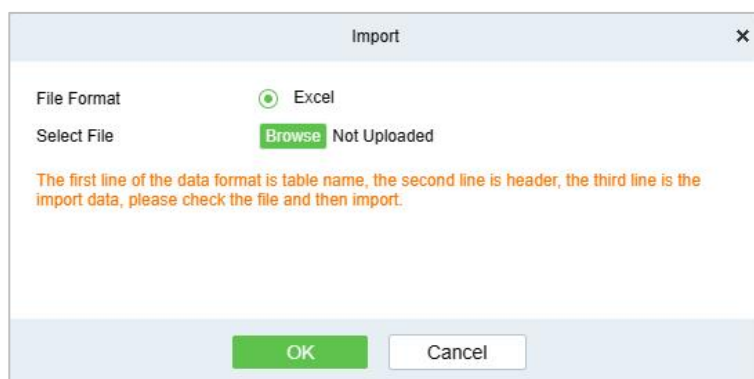 Import
File Format Excel
Select File Browse Not Uploaded
The first line of the data format is table name, the second line is header, the third line is the
import data, please check the file and then import.
OK Cancel